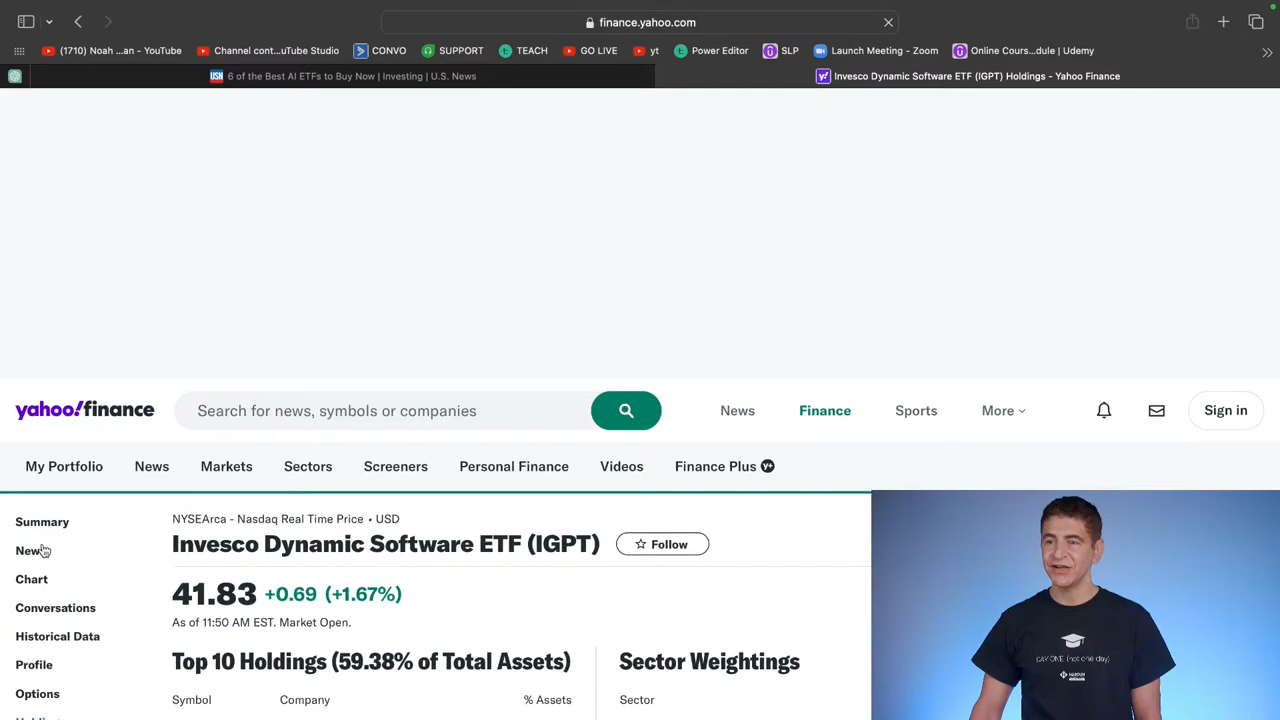 finance.yahoo.com
(1710) Noah ...an - YouTube
Channel cont...uTube Studio
CONVO
SUPPORT
TEACH
GO LIVE
yt
Power Editor
SLP
Launch Meeting - Zoom
Online Cours...dule | Udemy
USN 6 of the Best AI ETFs to Buy Now | Investing | U.S. News
y! Invesco Dynamic Software ETF (IGPT) Holdings - Yahoo Finance
yahoo!finance
Search for news, symbols or companies
News
Finance
Sports
More
Sign in
My Portfolio
News
Markets
Sectors
Screeners
Personal Finance
Videos
Finance Plus y+
Summary
News
Chart
Conversations
Historical Data
Profile
Options
NYSEArca - Nasdaq Real Time Price • USD
Invesco Dynamic Software ETF (IGPT)
Follow
41.83 +0.69 (+1.67%)
As of 11:50 AM EST. Market Open.
Top 10 Holdings (59.38% of Total Assets)
Symbol Company % Assets
Sector Weightings
Sector
DAY ONE (not one day)